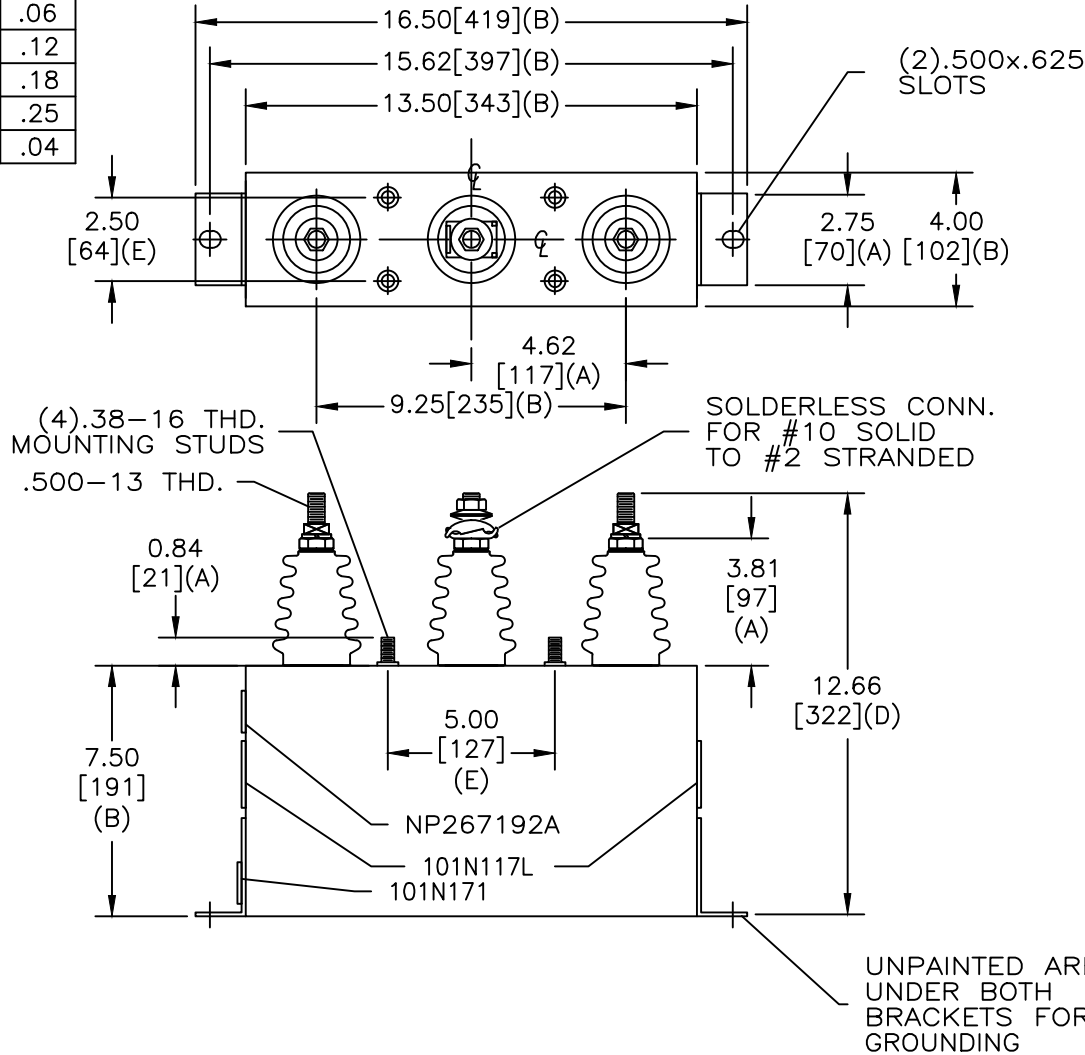 .06
.12
.18
.25
.04
16.50[419](B)
15.62[397](B)
13.50[343](B)
(2).500x.625
SLOTS
2.50
[64](E)
2.75
[70](A)
4.00
[102](B)
4.62
[117](A)
9.25[235](B)
(4).38-16 THD.
MOUNTING STUDS
.500-13 THD.
SOLDERLESS CONN.
FOR #10 SOLID
TO #2 STRANDED
0.84
[21](A)
3.81
[97]
(A)
12.66
[322](D)
5.00
[127]
(E)
7.50
[191]
(B)
NP267192A
101N117L
101N171
UNPAINTED
UNDER BOTH
BRACKETS FOR
GROUNDING